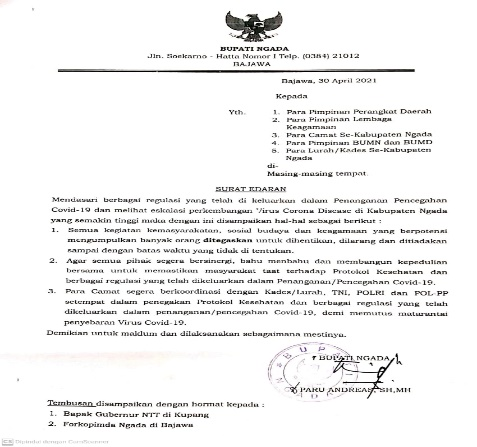 BUPATI NGADA
Jln. Soekarno - Hatta Nomor I Telp. (0384) 21012
BAJAWA
Bajawa, 30 April 2021
Kepada
Yth. 1. Para Pimpinan Perangkat Daerah
2. Para Pimpinan Lembaga
Keagamaan
3. Para Camat Se-Kabupaten Ngada
4. Para Pimpinan BUMN dan BUMD
5. Para Lurah/Kades Se-Kabupaten
Ngada
di-
Masing-masing tempat.
SURAT EDARAN
Mendasari berbagai regulasi yang telah di keluarkan dalam Penanganan Pencegahan
Covid-19 dan melihat eskalasi perkembangan Virus Corona Disease di Kabupaten Ngada
yang semakin tinggi maka dengan ini disampaikan hal-hal sebagai berikut :
1. Semua kegiatan kemasyarakatan, sosial budaya dan keagamaan yang berpotensi
mengumpulkan banyak orang ditegaskan untuk dihentikan, dilarang dan ditiadakan
sampai dengan batas waktu yang tidak di tentukan.
2. Agar semua pihak segera bersinergi, bahu membahu dan membangun kepedulian
bersama untuk memastikan masyarakat taat terhadap Protokol Kesehatan dan
berbagai regulasi yang telah dikeluarkan dalam Penanganan/Pencegahan Covid-19.
3. Para Camat segera berkoordinasi dengan Kades/Lurah, TNI, POLRI dan POL-PP
setempat dalam penegakan Protokol Kesehatan dan berbagai regulasi yang telah
dikeluarkan dalam penanganan/pencegahan Covid-19, demi memutus matarantai
penyebaran Virus Covid-19.
Demikian untuk maklum dan dilaksanakan sebagaimana mestinya.
BUPATI NGADA
PARU ANDREAS, SH,MH
Tembusan disampaikan dengan hormat kepada :
1. Bapak Gubernur NTT di Kupang
2. Forkopimda Ngada di Bajawa
CS Dipindai dengan CamScanner